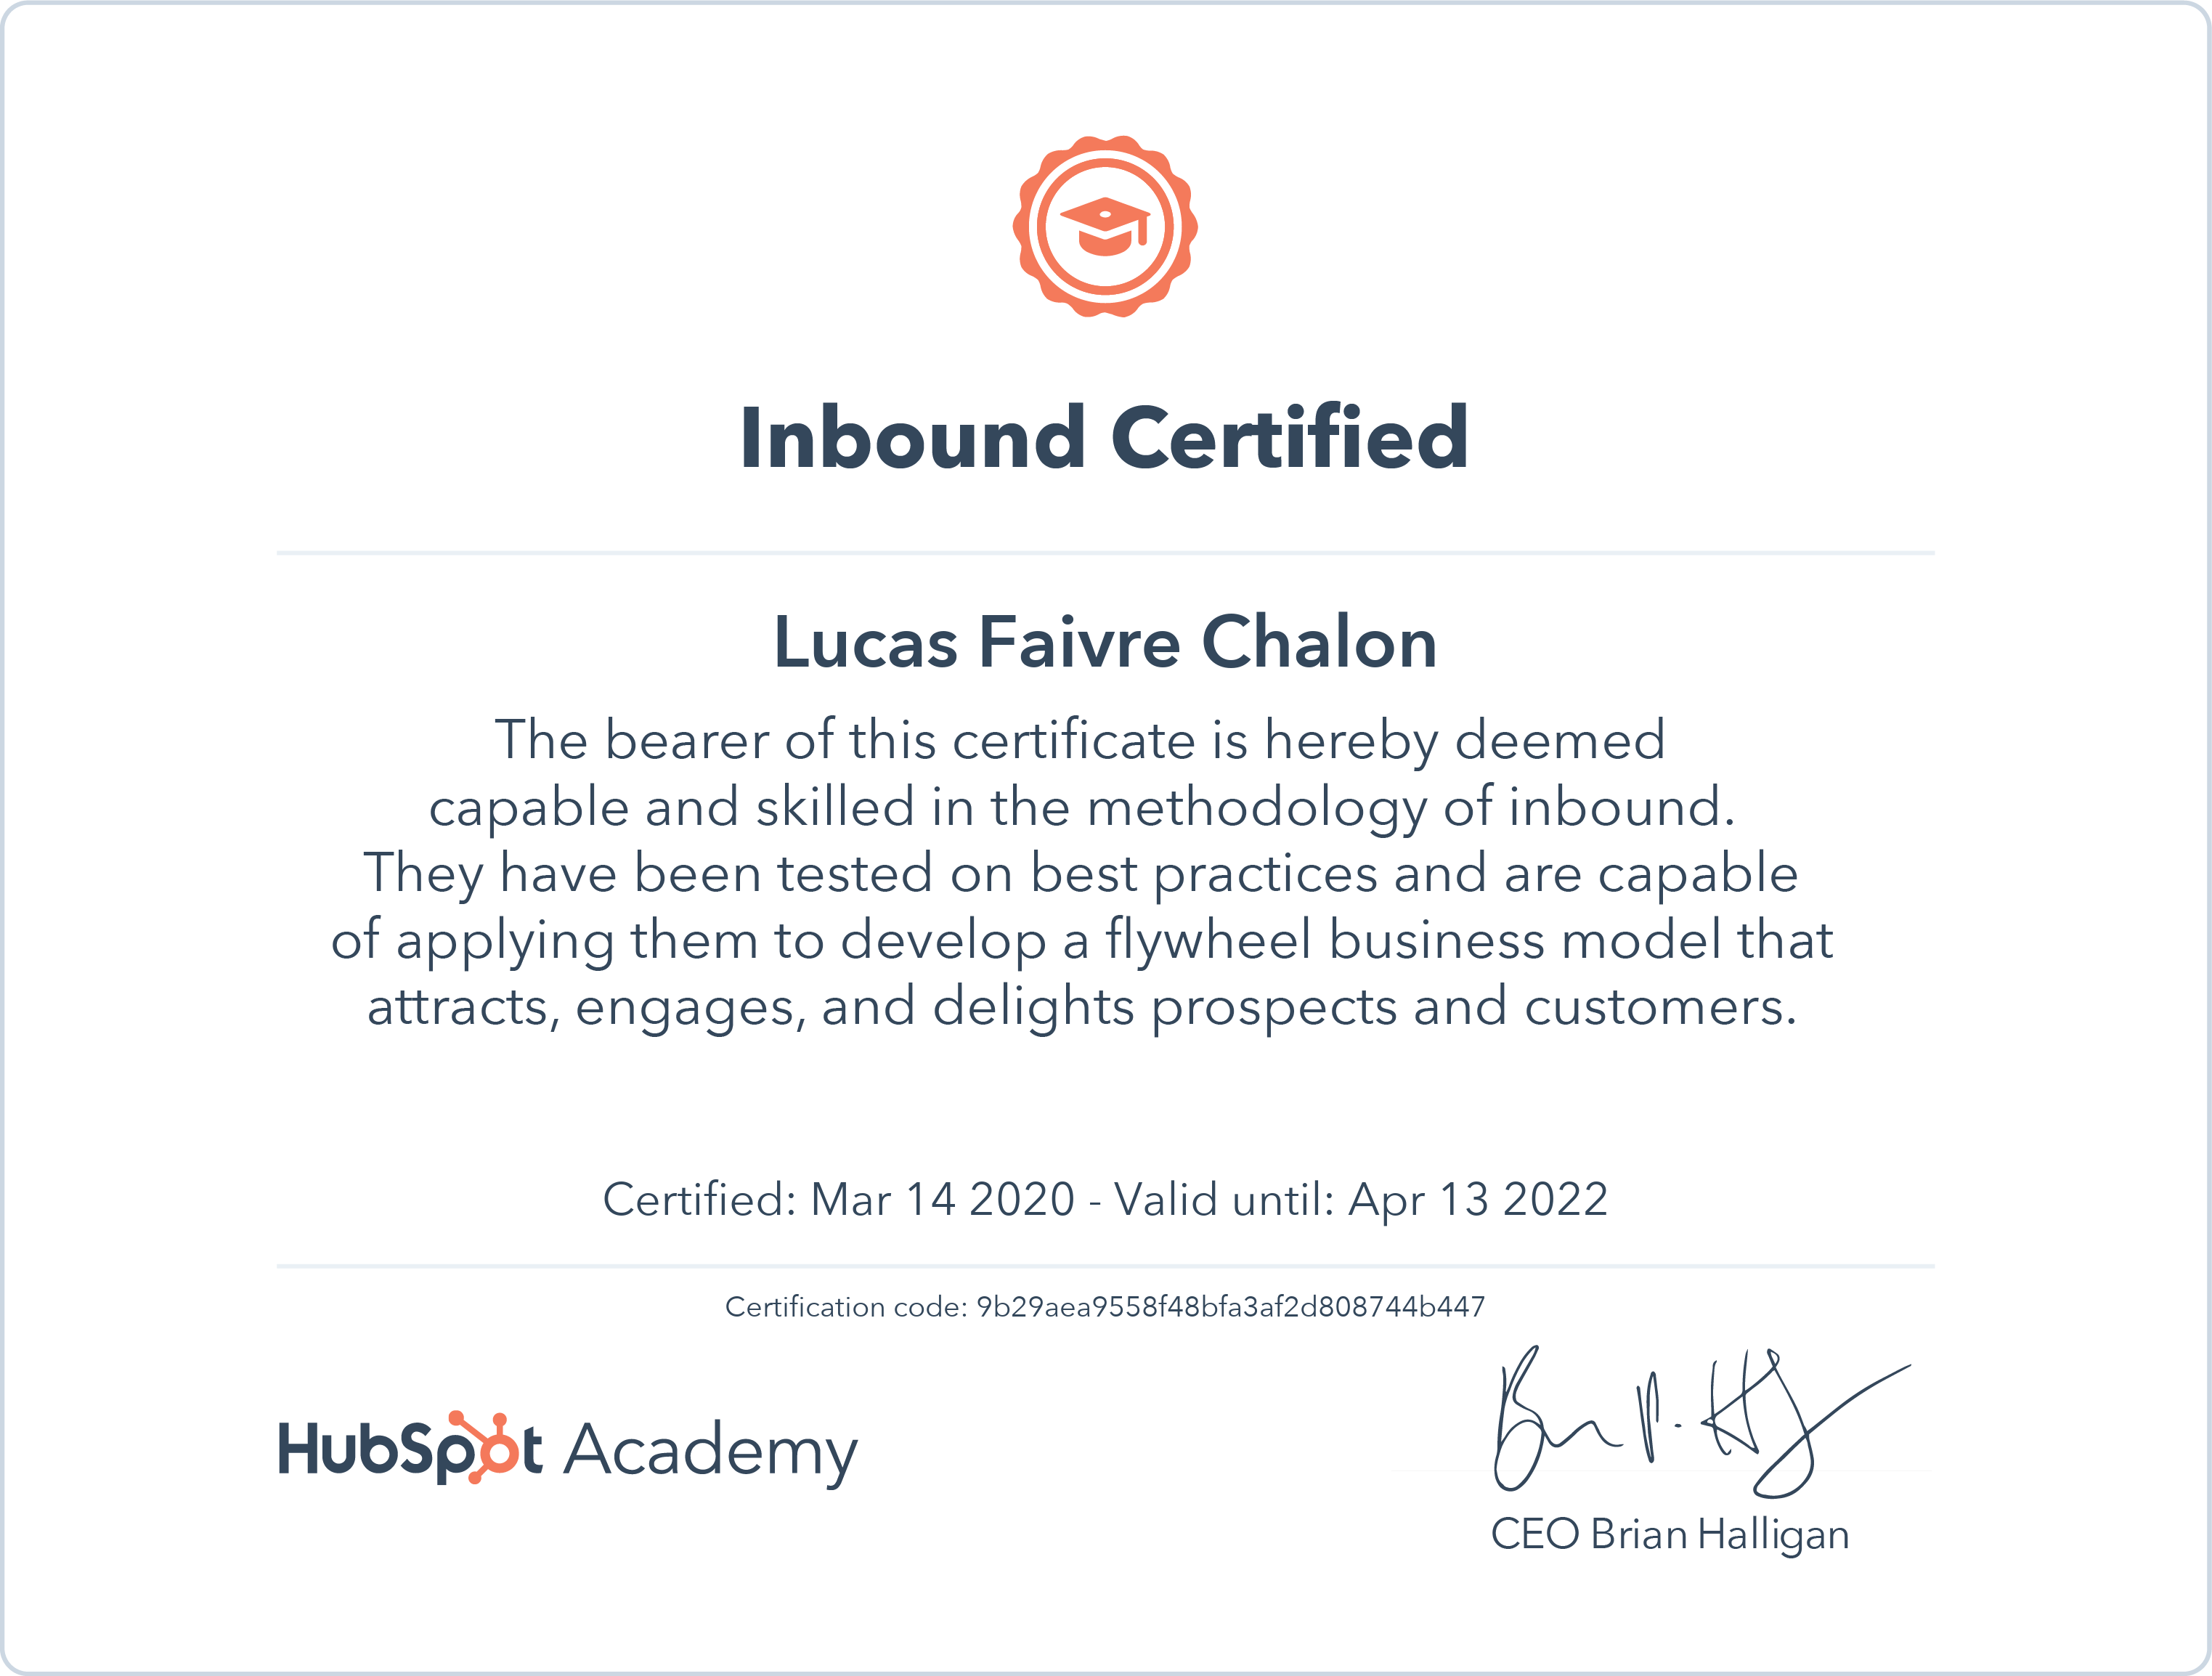 Inbound Certified
Lucas Faivre Chalon
The bearer of this certificate is hereby deemed
capable and skilled in the methodology of inbound.
They have been tested on best practices and are capable
of applying them to develop a flywheel business model that
attracts, engages, and delights prospects and customers.
Certified: Mar 14 2020 - Valid until: Apr 13 2022
Certification code: 9b29aea9558f48bfa3af2d808744b447
HubSpot Academy
CEO Brian Halligan